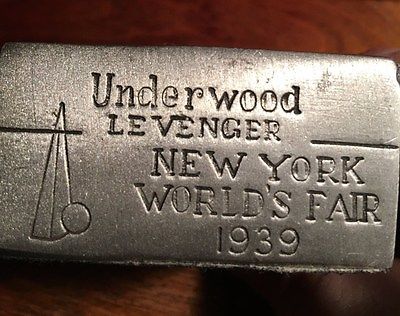 Underwood
LEVENGER
NEW YORK
WORLD'S FAIR
1939